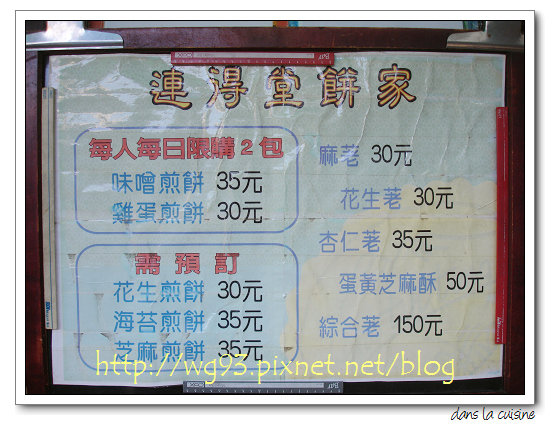 連得堂餅家
每人每日限購2包
味噌煎餅 35元
雞蛋煎餅 30元
需預訂
花生煎餅 30元
海苔煎餅 35元
芝麻煎餅 35元
麻荖 30元
花生荖 30元
杏仁荖 35元
蛋黃芝麻酥 50元
綜合荖 150元
http://wg93.pixnet.net/blog
dans la cuisine